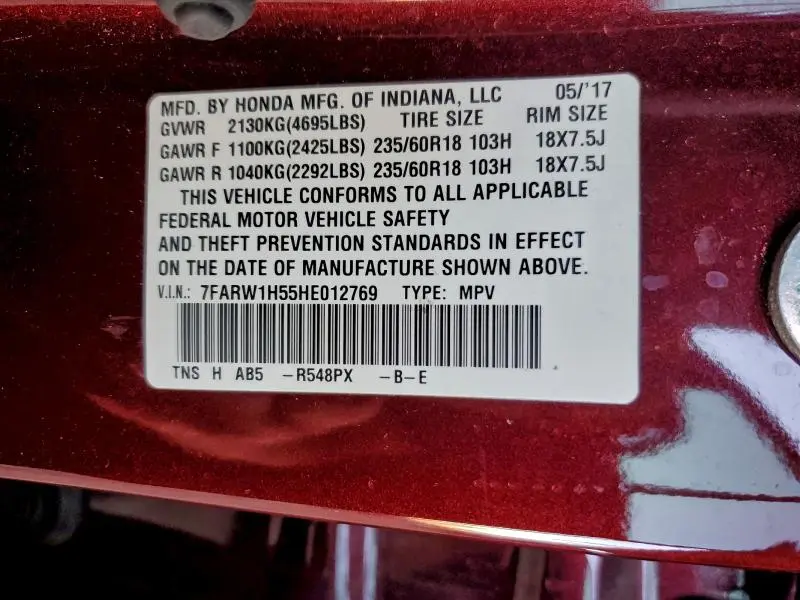 MFD. BY HONDA MFG. OF INDIANA, LLC 05/'17
GVWR 2130KG(4695LBS) TIRE SIZE RIM SIZE
GAWR F 1100KG(2425LBS) 235/60R18 103H 18X7.5J
GAWR R 1040KG(2292LBS) 235/60R18 103H 18X7.5J
THIS VEHICLE CONFORMS TO ALL APPLICABLE
FEDERAL MOTOR VEHICLE SAFETY
AND THEFT PREVENTION STANDARDS IN EFFECT
ON THE DATE OF MANUFACTURE SHOWN ABOVE.
V.I.N.: 7FARW1H55HE012769 TYPE: MPV
TNS H AB5 -R548PX -B-E